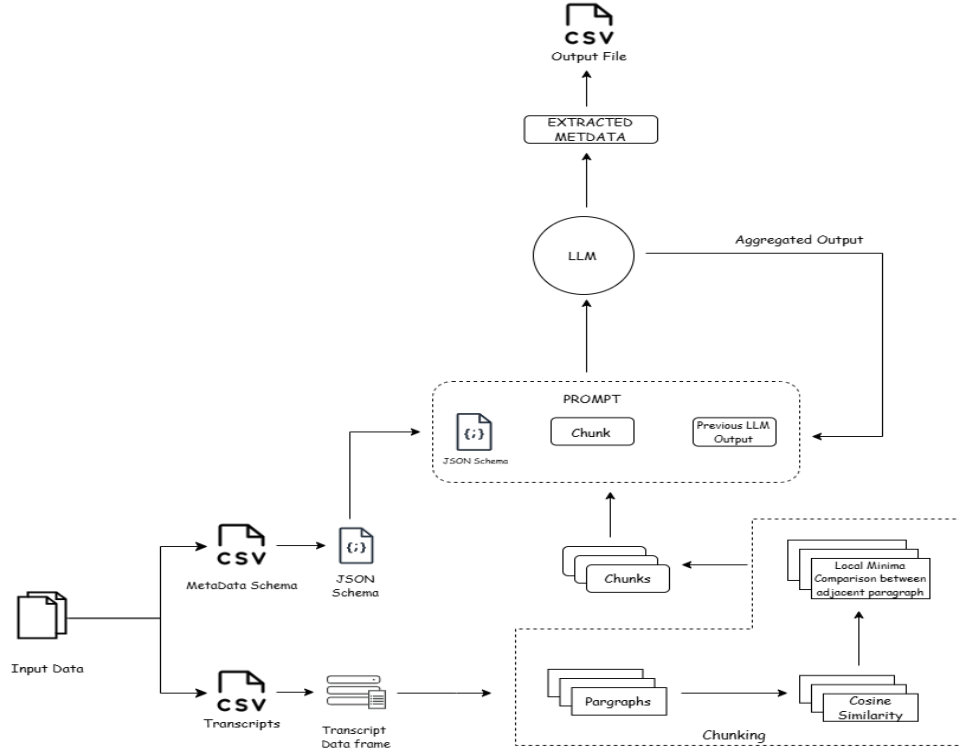 CSV
Output File
EXTRACTED
METDATA
LLM
Aggregated Output
PROMPT
{;}
JSON Schema
Chunk
Previous LLM
Output
CSV
MetaData Schema
{;}
JSON
Schema
Chunks
Local Minima
Comparison between
adjacent paragraph
Input Data
CSV
Transcripts
Transcript
Data frame
Pargraphs
Cosine
Similarity
Chunking